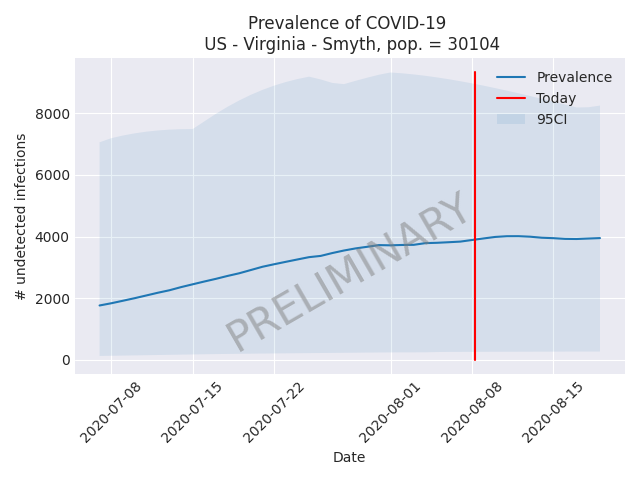 Prevalence of COVID-19
US - Virginia - Smyth, pop. = 30104
Prevalence
Today
95CI
# undetected infections
8000
6000
4000
2000
0
PRELIMINARY
2020-07-08
2020-07-15
2020-07-22
2020-08-01
2020-08-08
2020-08-15
Date